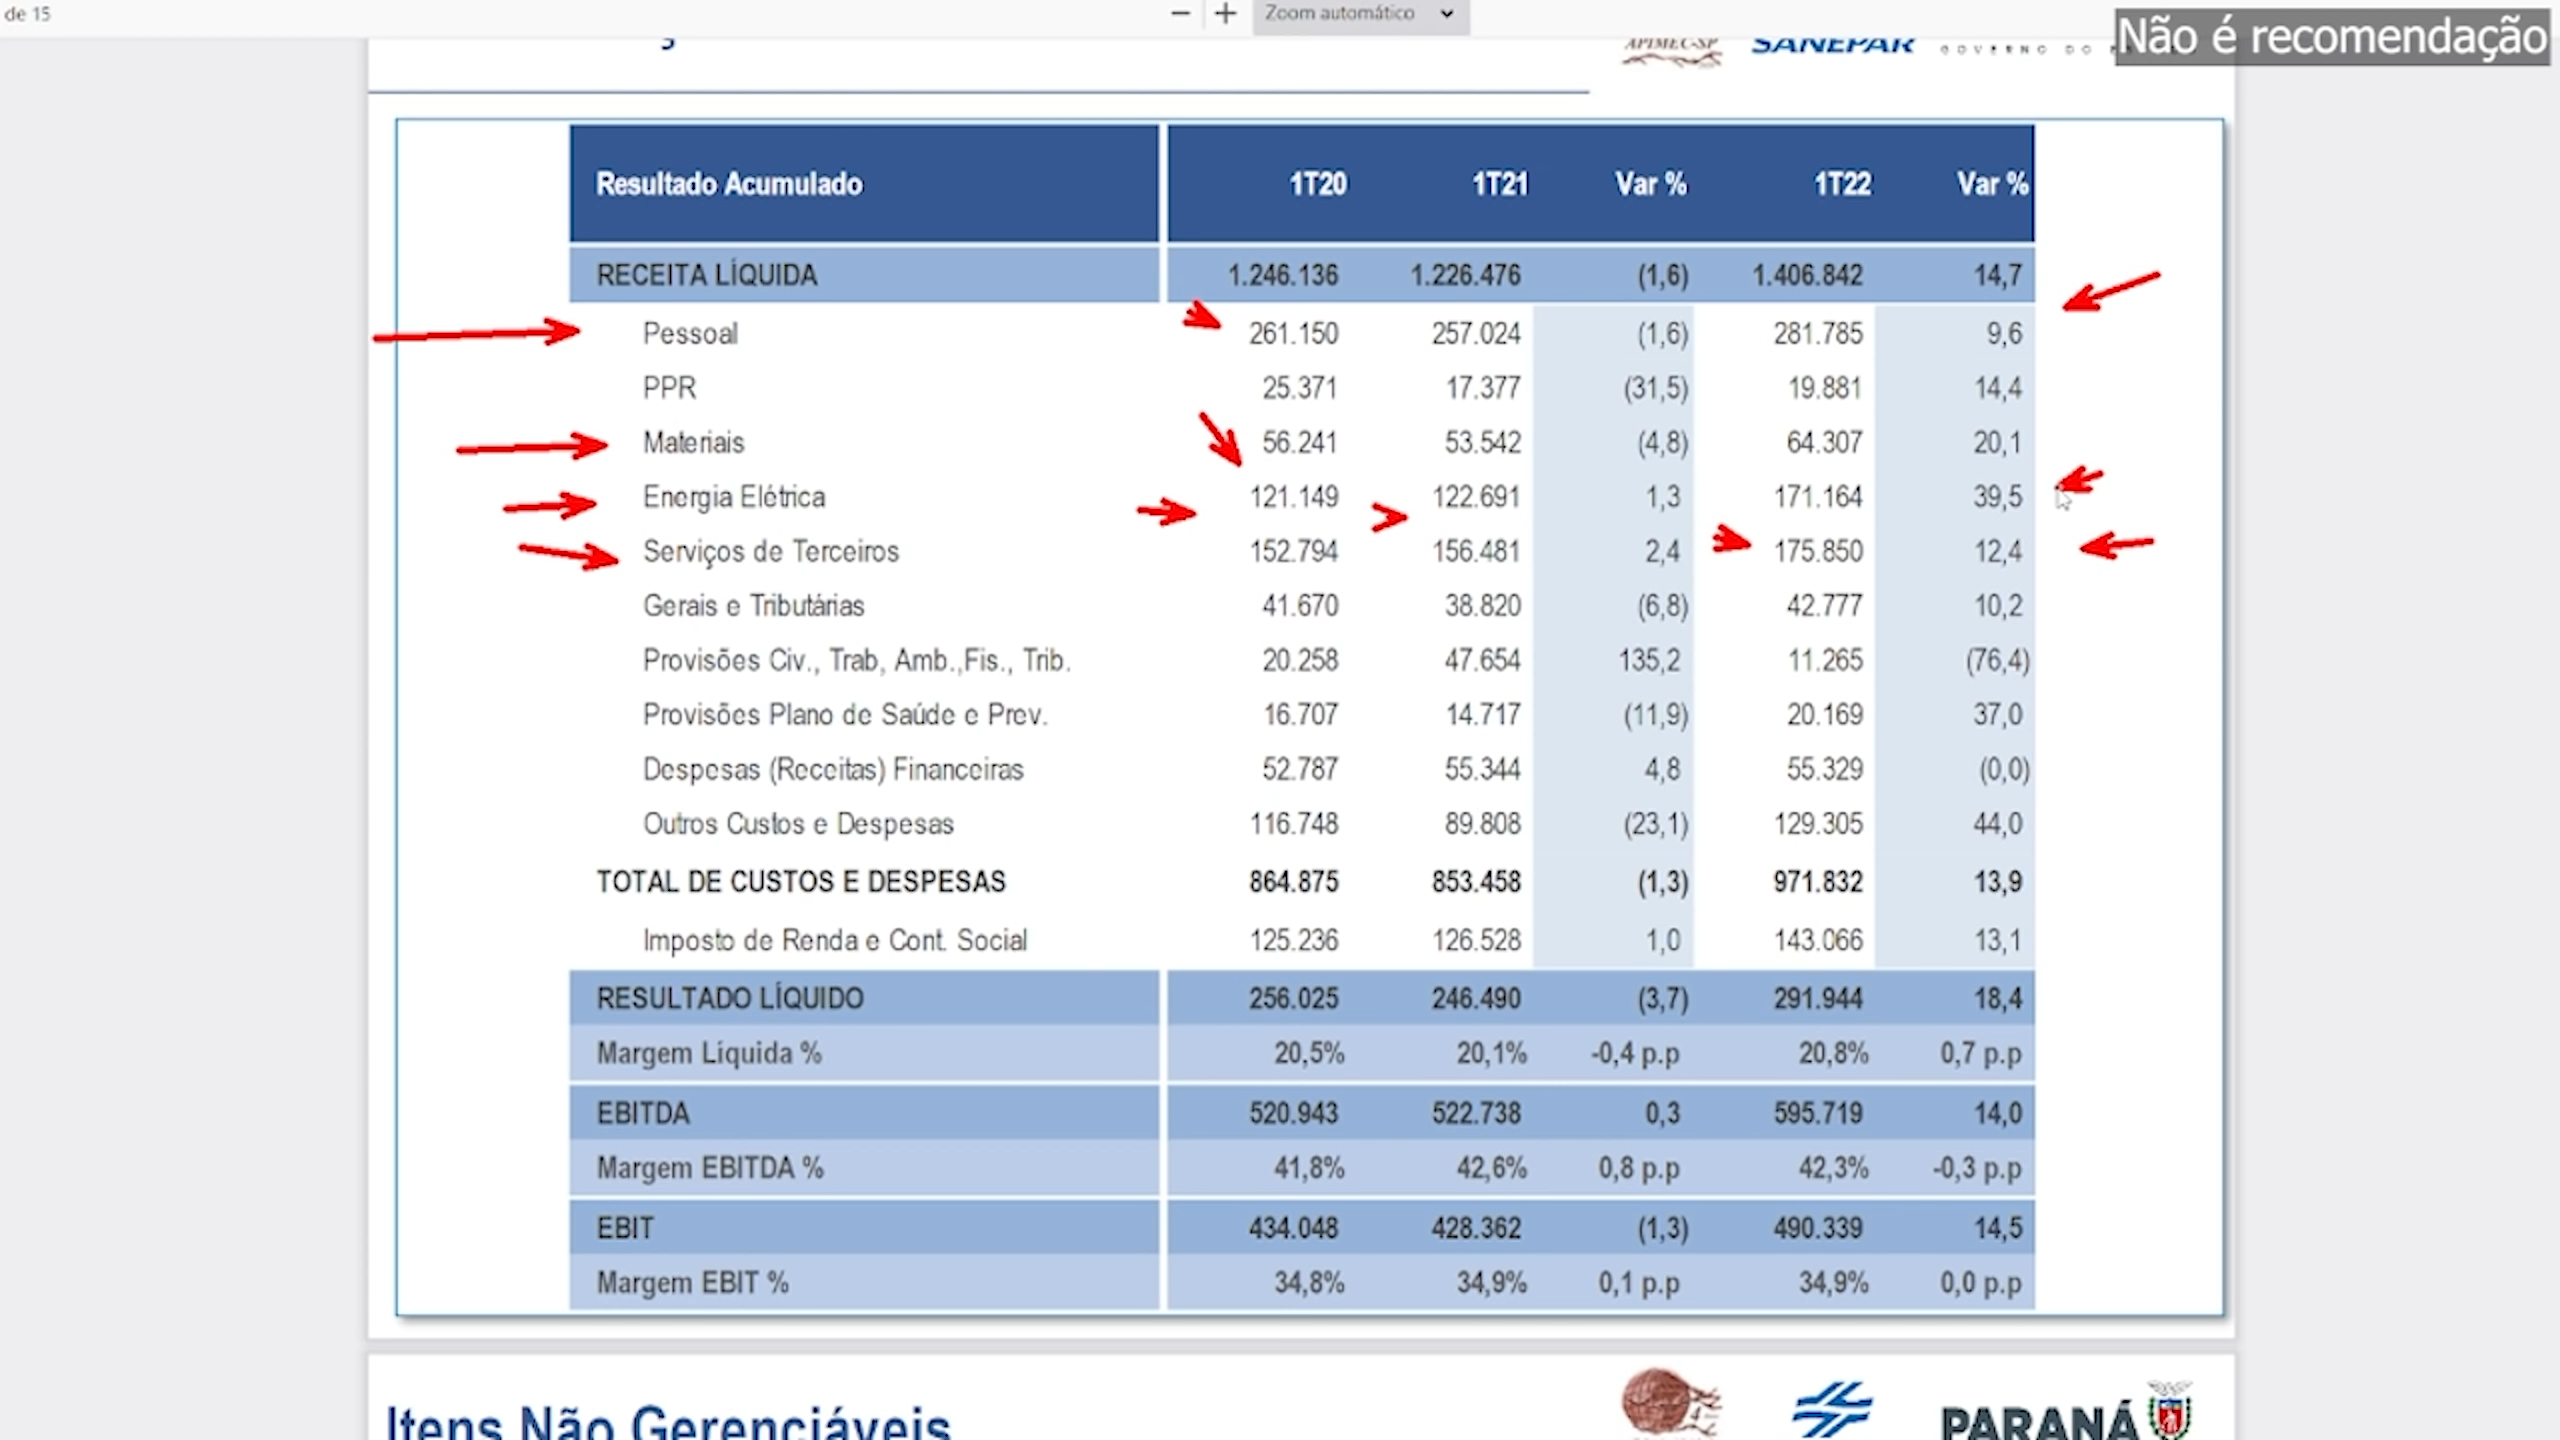 de 15
Zoom automático
Não é recomendação
APIMEC-SP SANEPAR GOVERNO DO
Resultado Acumulado 1T20 1T21 Var % 1T22 Var %
RECEITA LÍQUIDA 1.246.136 1.226.476 (1,6) 1.406.842 14,7
Pessoal 261.150 257.024 (1,6) 281.785 9,6
PPR 25.371 17.377 (31,5) 19.881 14,4
Materiais 56.241 53.542 (4,8) 64.307 20,1
Energia Elétrica 121.149 122.691 1,3 171.164 39,5
Serviços de Terceiros 152.794 156.481 2,4 175.850 12,4
Gerais e Tributárias 41.670 38.820 (6,8) 42.777 10,2
Provisões Civ., Trab, Amb.,Fis., Trib. 20.258 47.654 135,2 11.265 (76,4)
Provisões Plano de Saúde e Prev. 16.707 14.717 (11,9) 20.169 37,0
Despesas (Receitas) Financeiras 52.787 55.344 4,8 55.329 (0,0)
Outros Custos e Despesas 116.748 89.808 (23,1) 129.305 44,0
TOTAL DE CUSTOS E DESPESAS 864.875 853.458 (1,3) 971.832 13,9
Imposto de Renda e Cont. Social 125.236 126.528 1,0 143.066 13,1
RESULTADO LÍQUIDO 256.025 246.490 (3,7) 291.944 18,4
Margem Líquida % 20,5% 20,1% -0,4 p.p 20,8% 0,7 p.p
EBITDA 520.943 522.738 0,3 595.719 14,0
Margem EBITDA % 41,8% 42,6% 0,8 p.p 42,3% -0,3 p.p
EBIT 434.048 428.362 (1,3) 490.339 14,5
Margem EBIT % 34,8% 34,9% 0,1 p.p 34,9% 0,0 p.p
Itens Não Gerenciáveis
PARANÁ